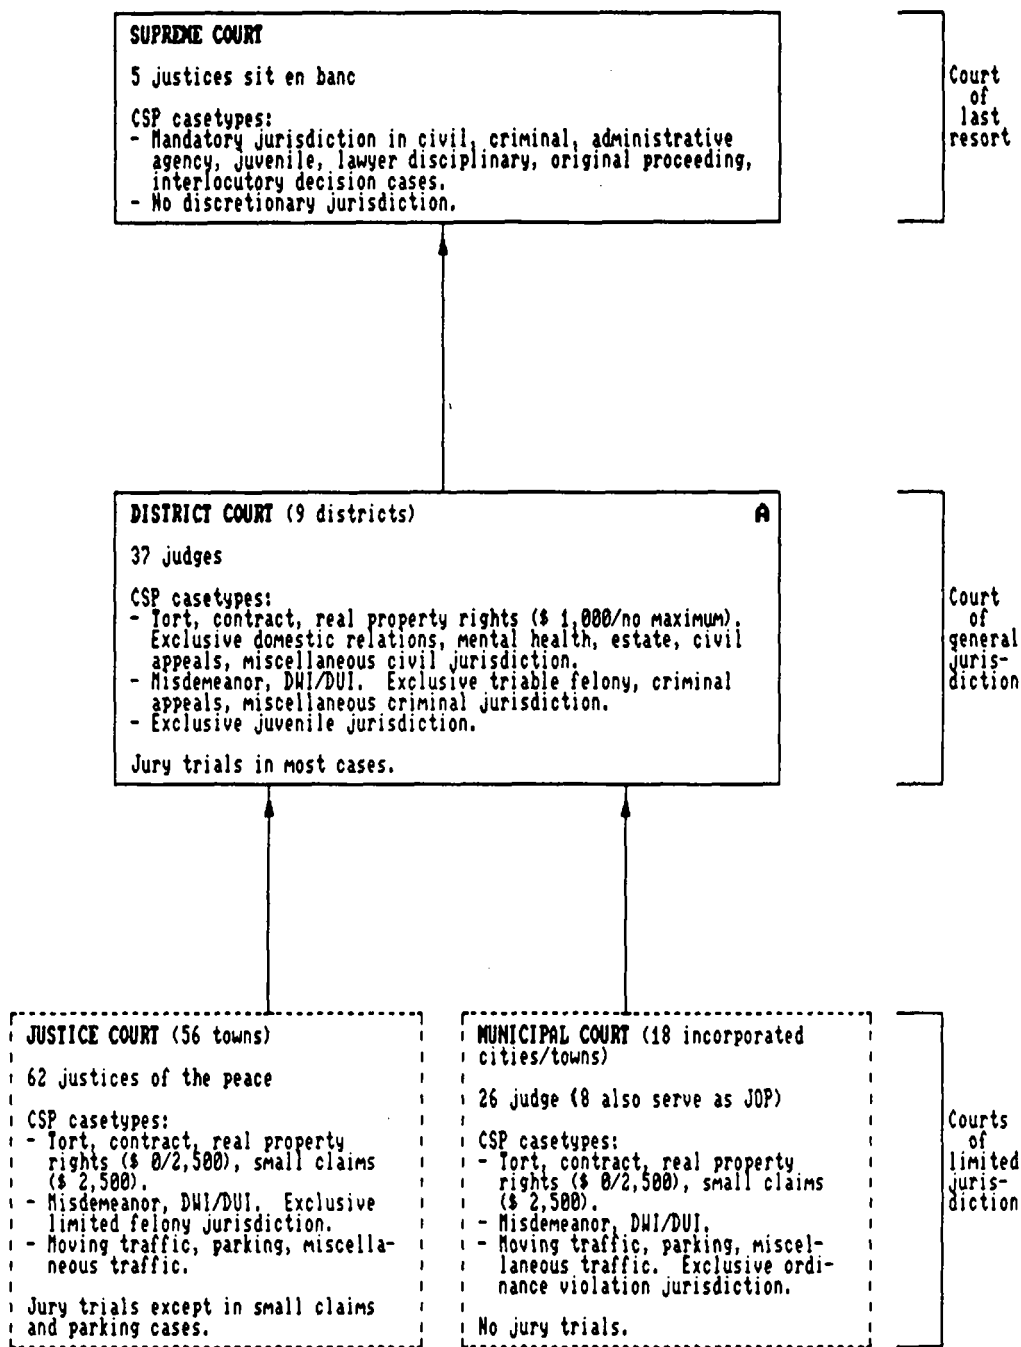 SUPREME COURT
5 justices sit en banc
CSP casetypes:
- Mandatory jurisdiction in civil, criminal, administrative
agency, juvenile, lawyer disciplinary, original proceeding,
interlocutory decision cases.
- No discretionary jurisdiction.
Court
of
last
resort
DISTRICT COURT (9 districts) A
37 judges
CSP casetypes:
- Tort, contract, real property rights ($ 1,000/no maximum).
Exclusive domestic relations, mental health, estate, civil
appeals, miscellaneous civil jurisdiction.
- Misdemeanor, DWI/DUI. Exclusive triable felony, criminal
appeals, miscellaneous criminal jurisdiction.
- Exclusive juvenile jurisdiction.
Jury trials in most cases.
Court
of
general
juris-
diction
JUSTICE COURT (56 towns)
62 justices of the peace
CSP casetypes:
- Tort, contract, real property
rights ($ 0/2,500), small claims
($ 2,500).
- Misdemeanor, DWI/DUI. Exclusive
limited felony jurisdiction.
- Moving traffic, parking, miscella-
neous traffic.
Jury trials except in small claims
and parking cases.
MUNICIPAL COURT (18 incorporated
cities/towns)
26 judge (8 also serve as JOP)
CSP casetypes:
- Tort, contract, real property
rights ($ 0/2,500), small claims
($ 2,500).
- Misdemeanor, DWI/DUI.
- Moving traffic, parking, miscel-
laneous traffic. Exclusive ordi-
nance violation jurisdiction.
No jury trials.
Courts
of
limited
juris-
diction